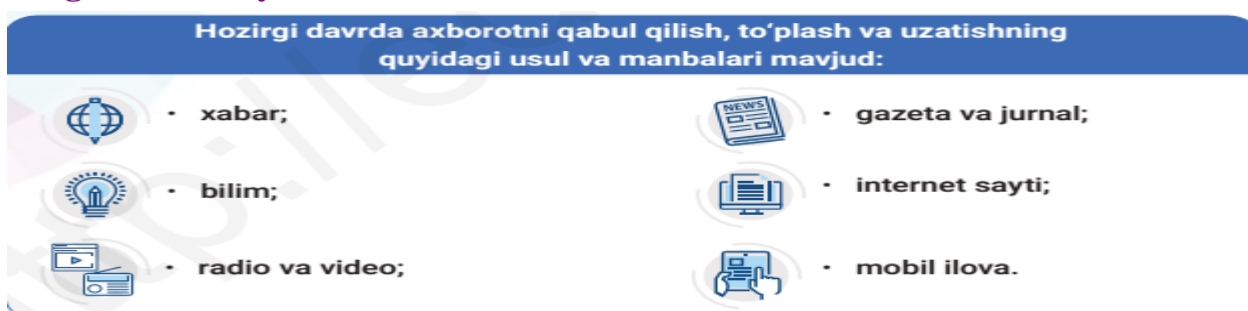 Hozirgi davrda axborotni qabul qilish, to‘plash va uzatishning
quyidagi usul va manbalari mavjud:
• xabar;
• bilim;
• radio va video;
NEWS
• gazeta va jurnal;
• internet sayti;
• mobil ilova.